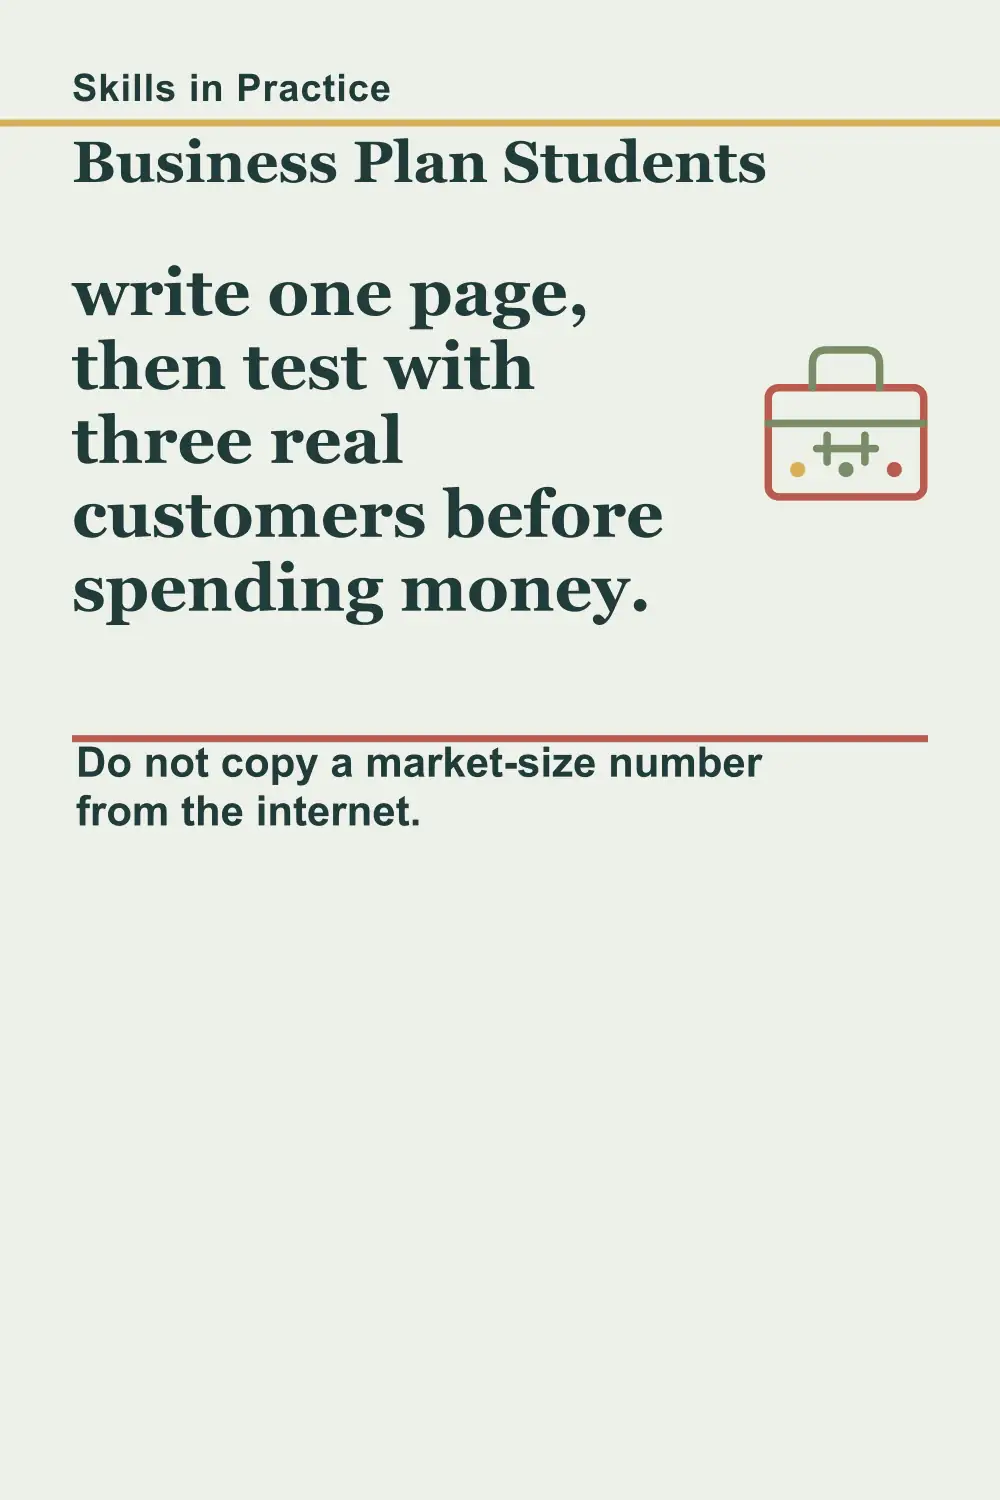 Skills in Practice
Business Plan Students
write one page,
then test with
three real
customers before
spending money.
Do not copy a market-size number
from the internet.